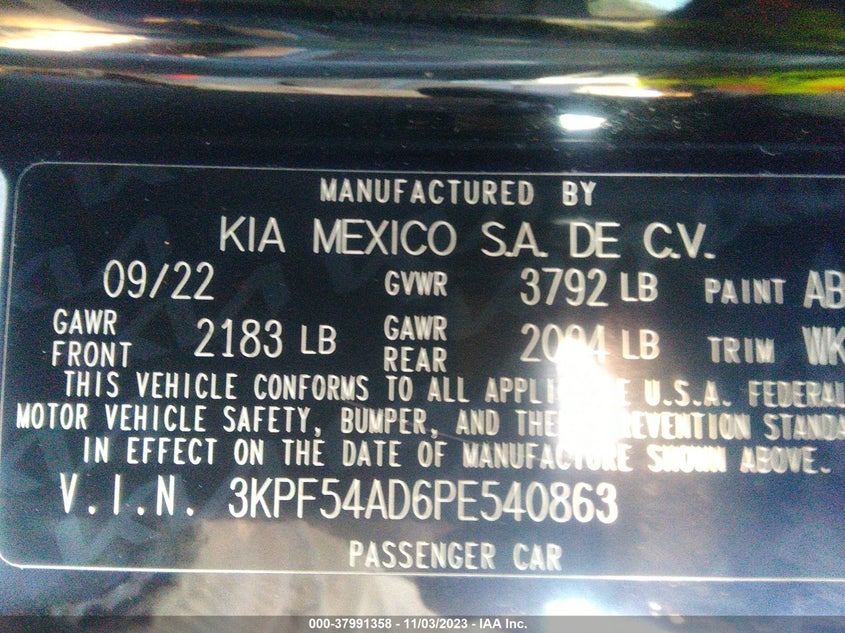 MANUFACTURED BY
KIA MEXICO S.A. DE C.V.
09/22 GVWR 3792 LB PAINT AB
GAWR FRONT 2183 LB GAWR REAR LB TRIM WK
THIS VEHICLE CONFORMS TO ALL U.S.A. FEDERAL
MOTOR VEHICLE SAFETY, BUMPER, AND
IN EFFECT ON THE DATE OF MANUFACTURE SHOWN ABOVE.
V.I.N. 3KPF54AD6PE540863
PASSENGER CAR
000-37991358 - 11/03/2023 - IAA Inc.